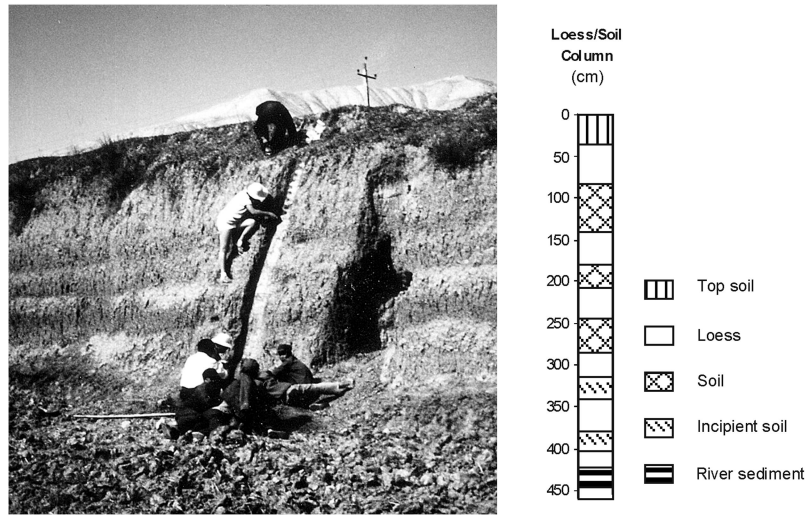 Loess/Soil
Column
(cm)
0
50
100
150
200
250
300
350
400
450
Top soil
Loess
Soil
Incipient soil
River sediment